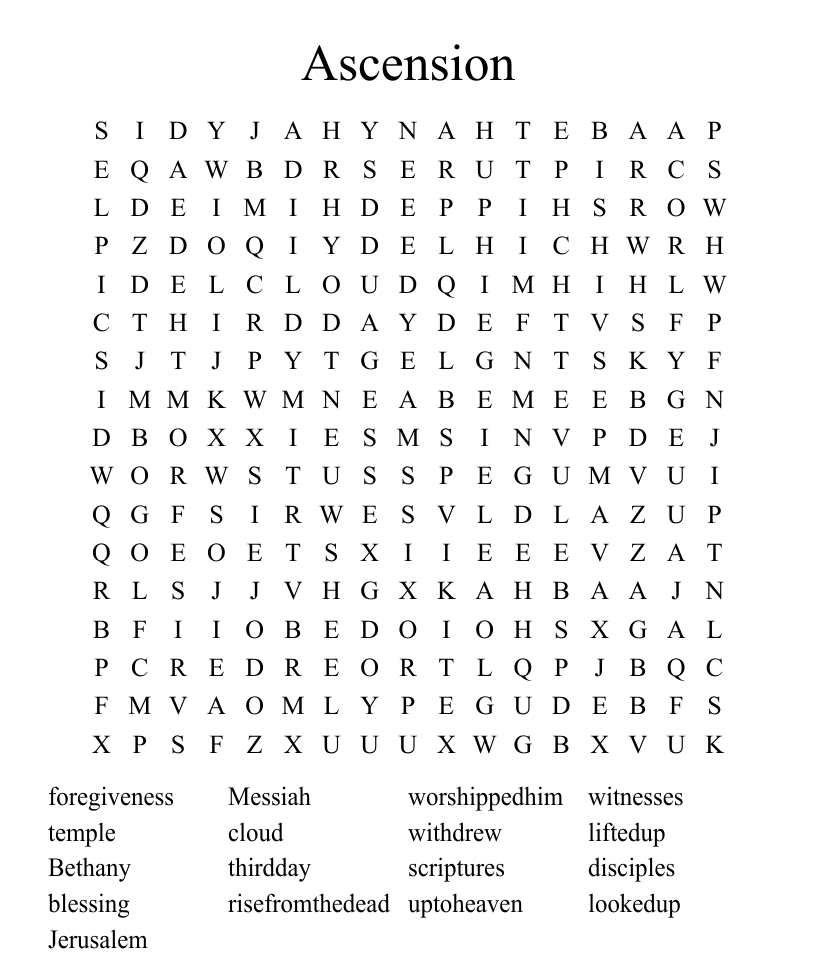 Ascension
S I D Y J A H Y N A H T E B A A P
E Q A W B D R S E R U T P I R C S
L D E I M I H D E P P I H S R O W
P Z D O Q I Y D E L H I C H W R H
I D E L C L O U D Q I M H I H L W
C T H I R D D A Y D E F T V S F P
S J T J P Y T G E L G N T S K Y F
I M M K W M N E A B E M E E B G N
D B O X X I E S M S I N V P D E J
W O R W S T U S S P E G U M V U I
Q G F S I R W E S V L D L A Z U P
Q O E O E T S X I I E E E V Z A T
R L S J J V H G X K A H B A A J N
B F I I O B E D O I O H S X G A L
P C R E D R E O R T L Q P J B Q C
F M V A O M L Y P E G U D E B F S
X P S F Z X U U U X W G B X V U K
foregiveness Messiah worshippedhim witnesses
temple cloud withdrew liftedup
Bethany thirdday scriptures disciples
blessing risefromthedead uptoheaven lookedup
Jerusalem